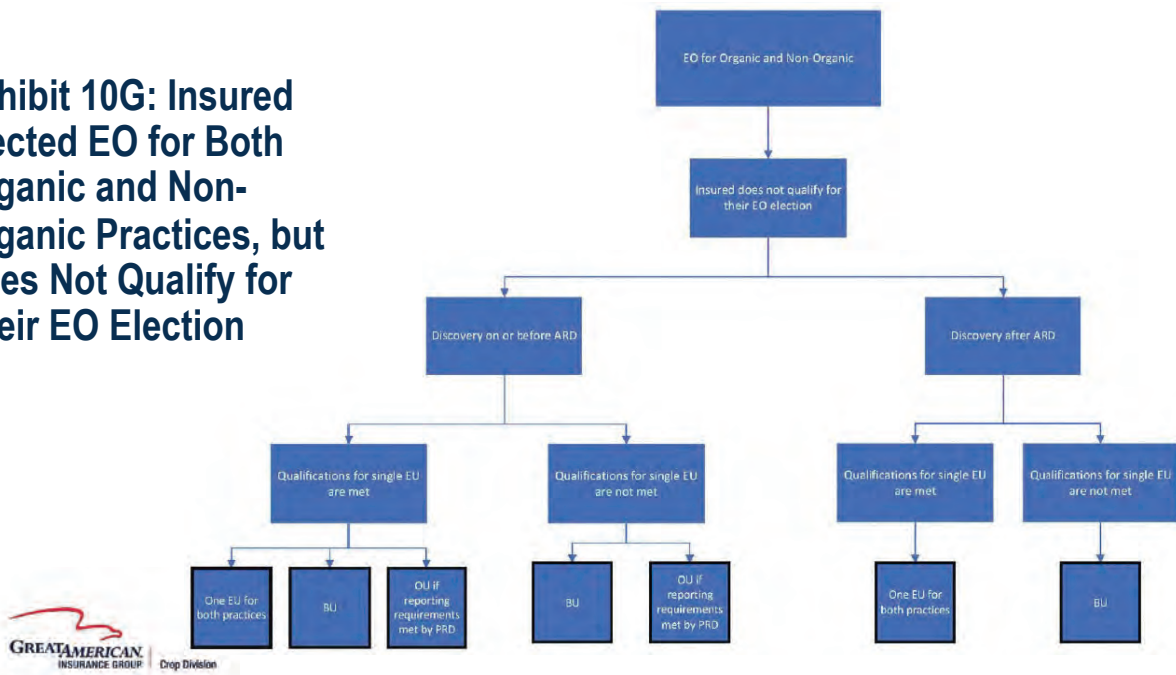 hibit 10G: Insured
ected EO for Both
ganic and Non-
ganic Practices, but
es Not Qualify for
eir EO Election
EO for Organic and Non-Organic
Insured does not qualify for
their EO election
Discovery on or before ARD
Discovery after ARD
Qualifications for single EU
are met
Qualifications for single EU
are not met
Qualifications for single EU
are met
Qualifications for single EU
are not met
One EU for
both practices
BU
OU if
reporting
requirements
met by PRD
BU
OU if
reporting
requirements
met by PRD
One EU for
both practices
BU
GREATAMERICAN.
INSURANCE GROUP
Crop Division